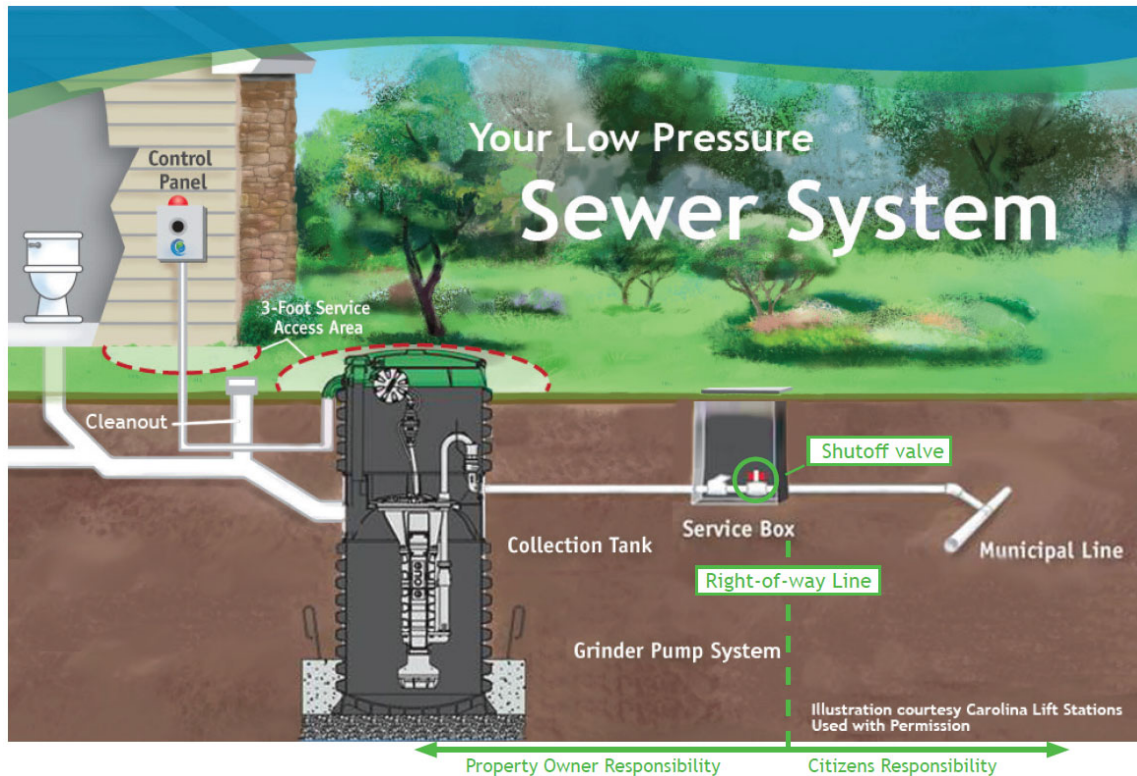 Your Low Pressure
Sewer System
Control
Panel
3-Foot Service
Access Area
Cleanout
Shutoff valve
Service Box
Collection Tank
Municipal Line
Right-of-way Line
Grinder Pump System
Illustration courtesy Carolina Lift Stations
Used with Permission
Property Owner Responsibility
Citizens Responsibility